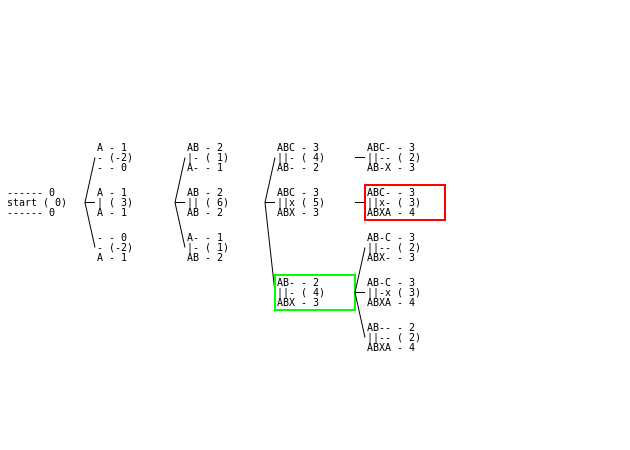 ------ 0
start ( 0)
------ 0
A - 1
- (-2)
- - 0
A - 1
| ( 3)
A - 1
- - 0
- (-2)
A - 1
AB - 2
|- ( 1)
A- - 1
AB - 2
|| ( 6)
AB - 2
A- - 1
|- ( 1)
AB - 2
ABC - 3
||- ( 4)
AB- - 2
ABC - 3
||x ( 5)
ABX - 3
AB- - 2
||- ( 4)
ABX - 3
ABC- - 3
||-- ( 2)
AB-X - 3
ABC- - 3
||x- ( 3)
ABXA - 4
AB-C - 3
||-- ( 2)
ABX- - 3
AB-C - 3
||-x ( 3)
ABXA - 4
AB-- - 2
||-- ( 2)
ABXA - 4